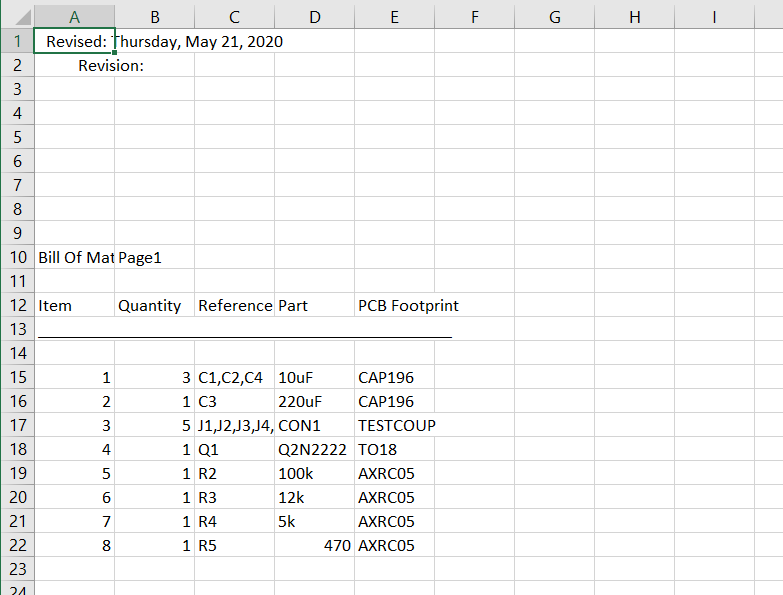 A B C D E F G H I
1 Revised: Thursday, May 21, 2020
2 Revision:
3
4
5
6
7
8
9
10 Bill Of Mat Page1
11
12 Item Quantity Reference Part PCB Footprint
13
14
15 1 3 C1,C2,C4 10uF CAP196
16 2 1 C3 220uF CAP196
17 3 5 J1,J2,J3,J4, CON1 TESTCOUP
18 4 1 Q1 Q2N2222 TO18
19 5 1 R2 100k AXRC05
20 6 1 R3 12k AXRC05
21 7 1 R4 5k AXRC05
22 8 1 R5 470 AXRC05
23
24